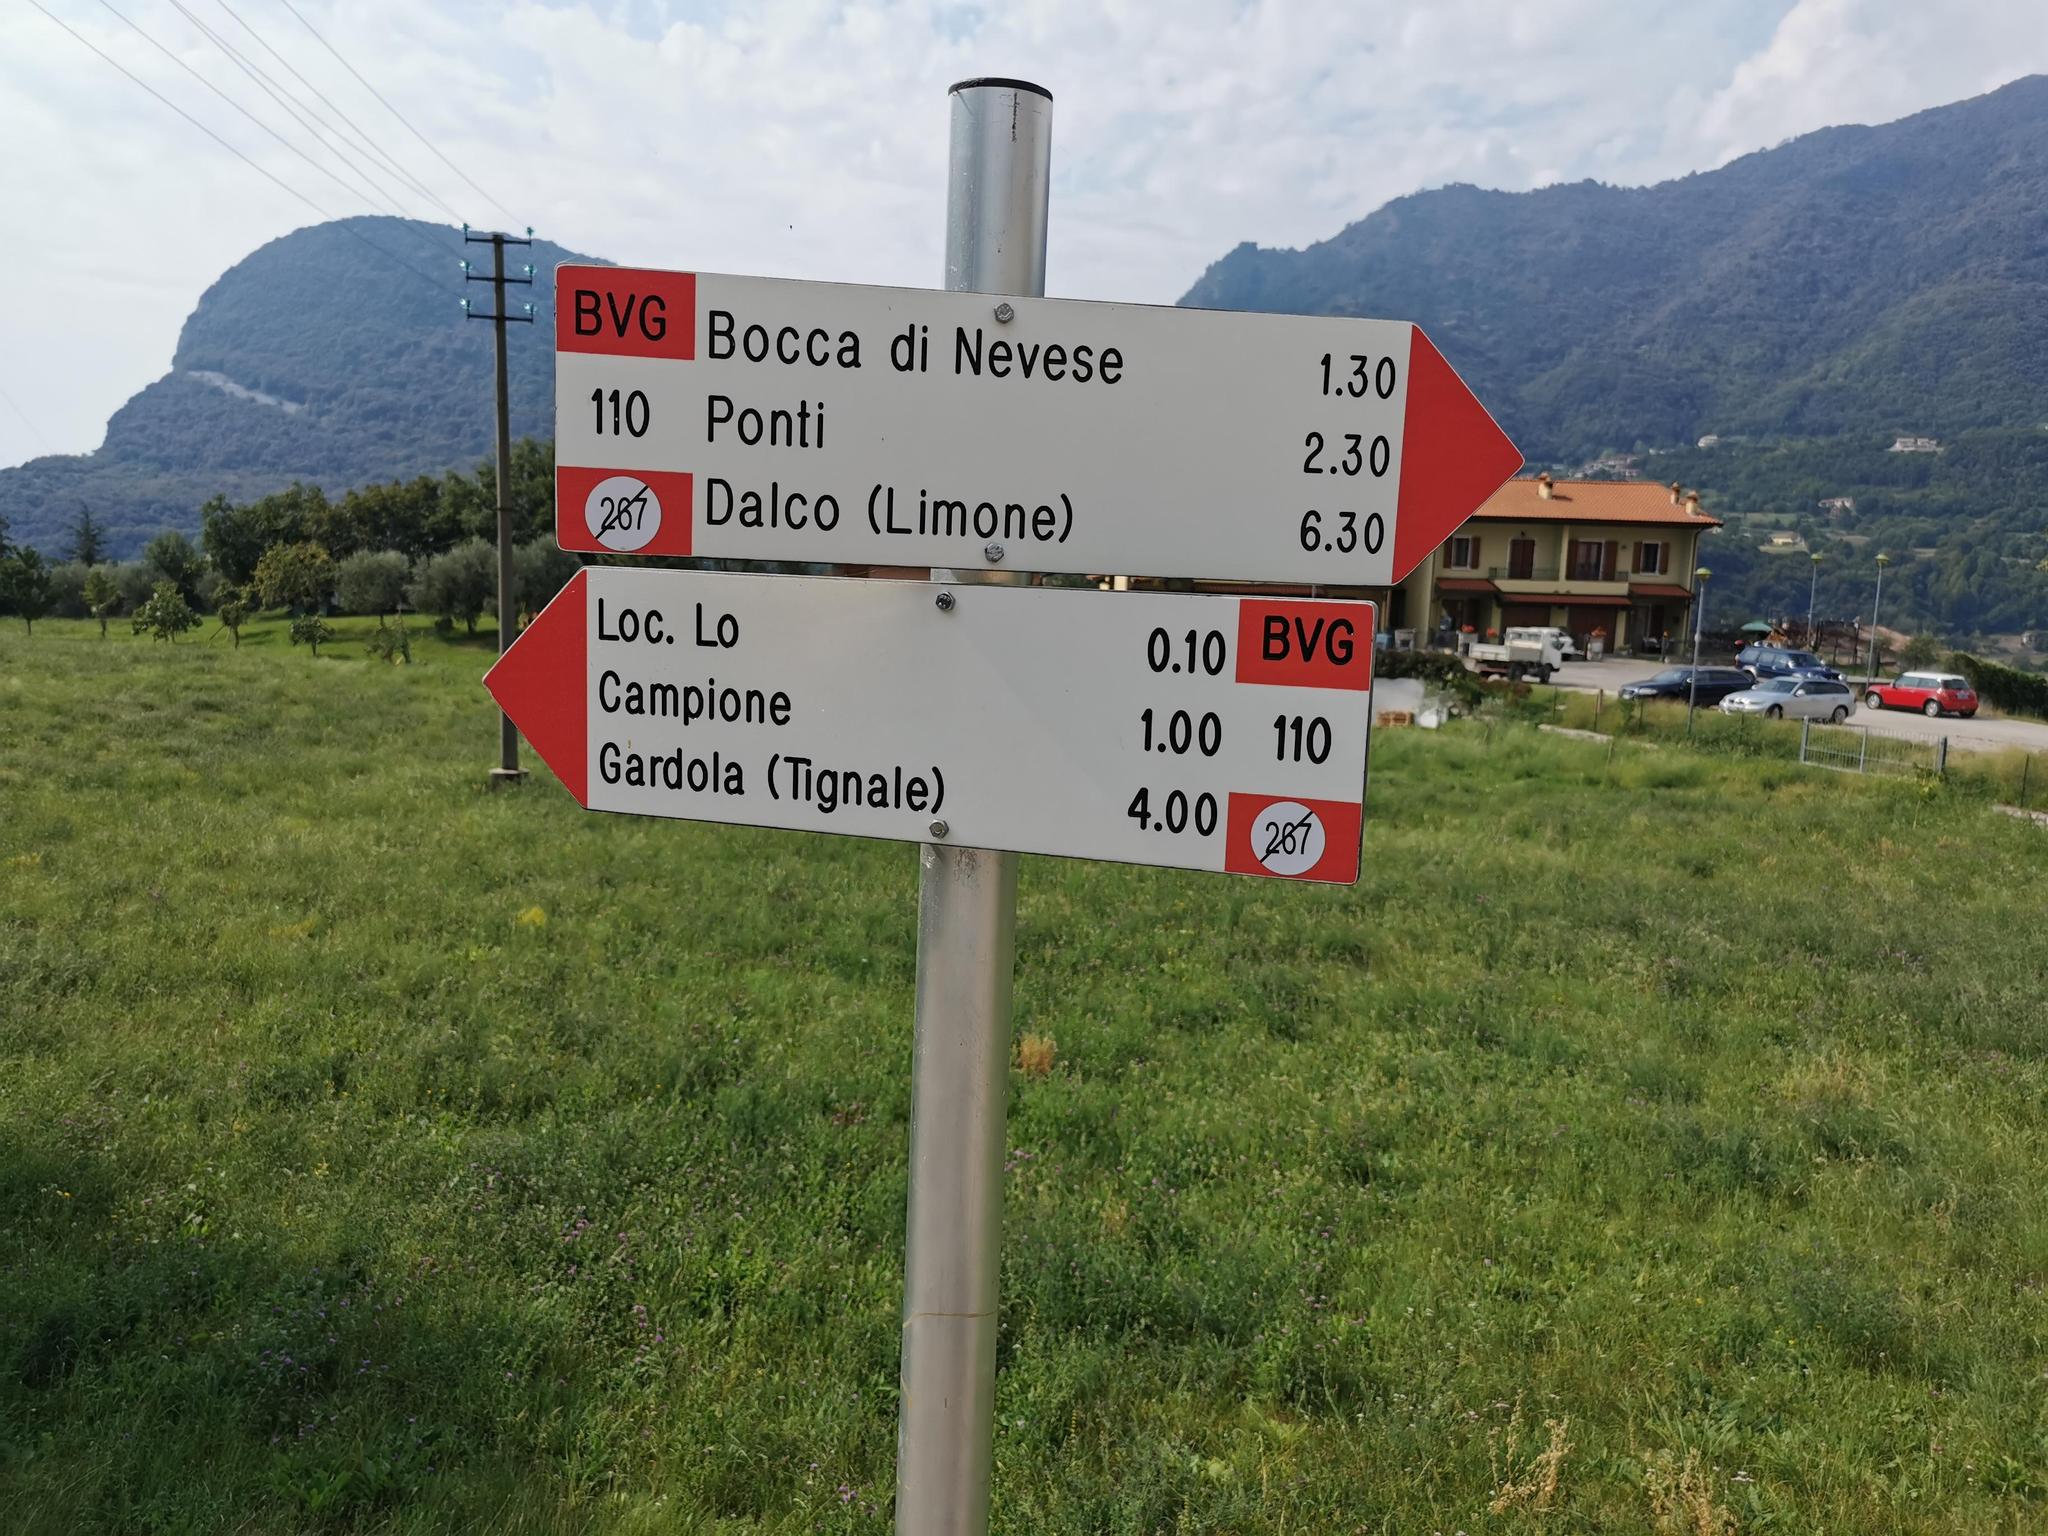 BVG Bocca di Nevese 1.30
110 Ponti 2.30
267 Dalco (Limone) 6.30
Loc. Lo 0.10 BVG
Campione 1.00 110
Gardola (Tignale) 4.00 267